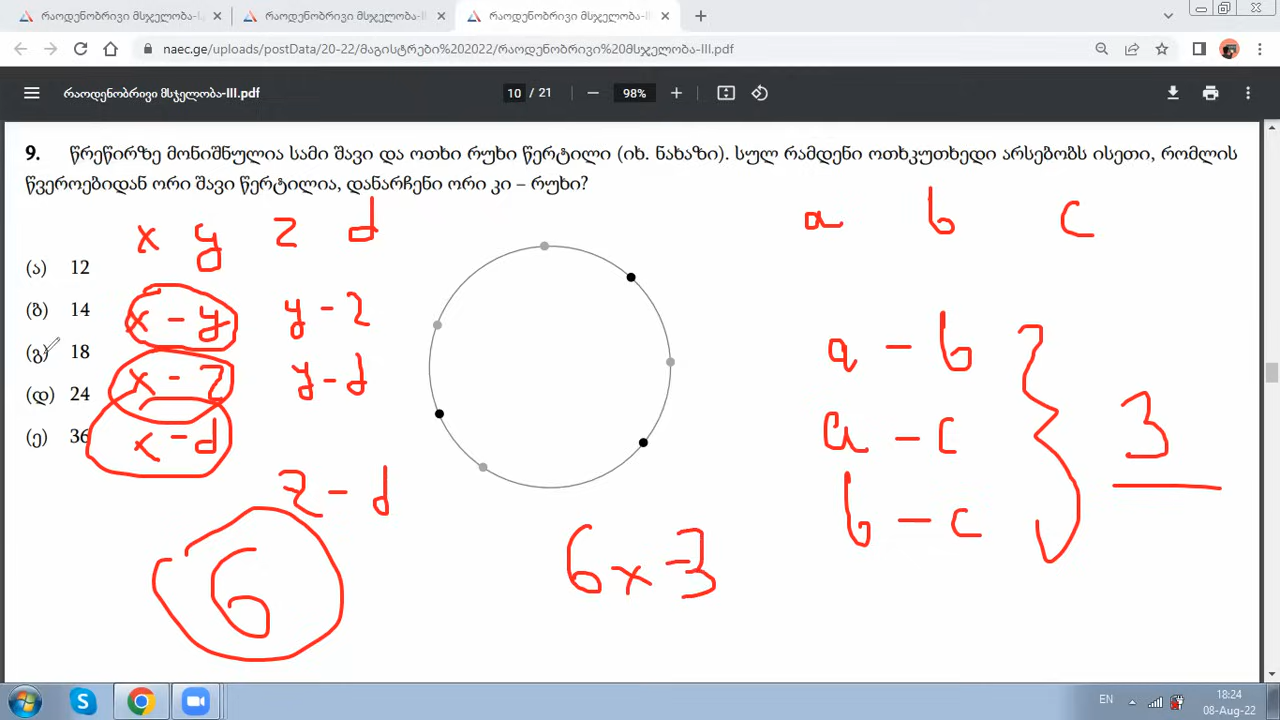 რაოდენობრივი მსჯელობა-
რაოდენობრივი მსჯელობა-II
რაოდენობრივი მსჯელობა-III
naec.ge/uploads/postData/20-22/მაგისტრები%202022/რაოდენობრივი%20მსჯელობა-III.pdf
რაოდენობრივი მსჯელობა-III.pdf
10 / 21
98%
9. წრეწირზე მონიშნულია სამი შავი და ოთხი რუხი წერტილი (იხ. ნახაზი). სულ რამდენი ოთხკუთხედი არსებობს ისეთი, რომლის
წვეროებიდან ორი შავი წერტილია, დანარჩენი ორი კი – რუხი?
x y z d
a b c
(ა) 12
(ბ) 14
(გ) 18
(დ) 24
(ე) 36
x - y
y - z
x - z
y - d
x - d
z - d
6
6 x 3
a - b
a - c
b - c
3
EN
18:24
08-Aug-22